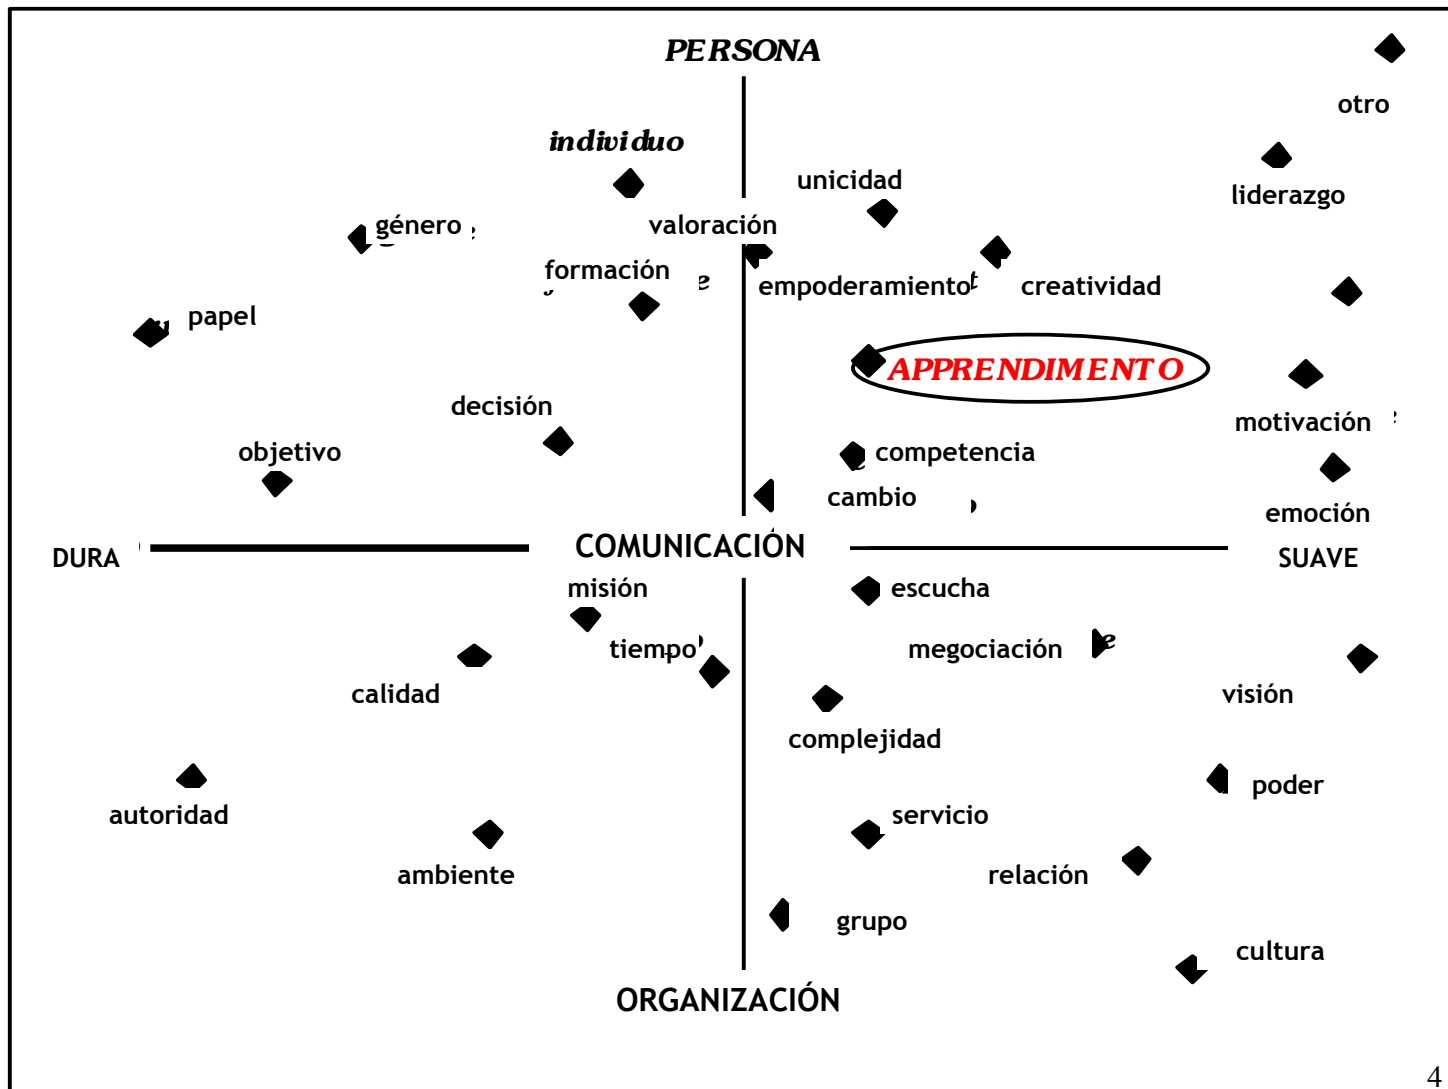 PERSONA
otro
individuo
unicidad
liderazgo
género
valoración
formación
empoderamiento
creatividad
papel
APPRENDIMENTO
decisión
motivación
objetivo
competencia
cambio
emoción
DURA
COMUNICACIÓN
SUAVE
misión
escucha
tiempo
megociación
calidad
visión
complejidad
poder
autoridad
servicio
ambiente
relación
grupo
cultura
ORGANIZACIÓN
4